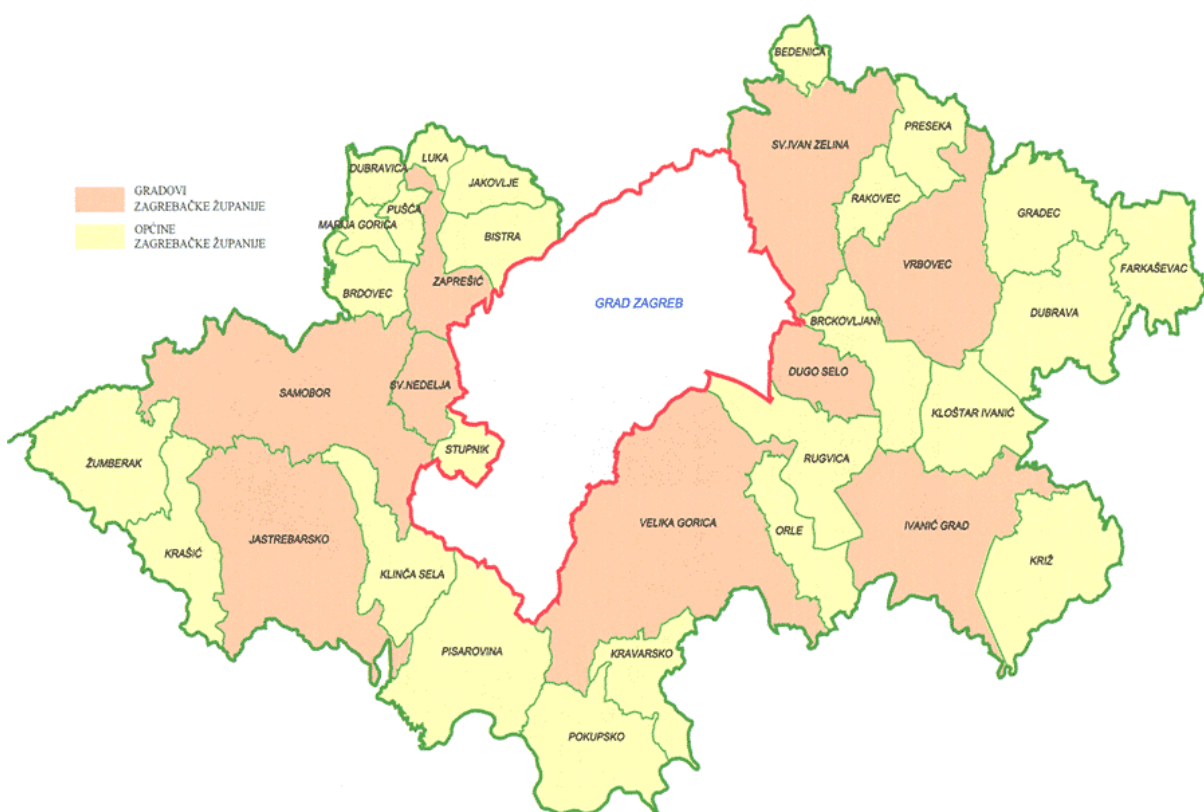 GRADOVI
ZAGREBAČKE ŽUPANIJE
OPĆINE
ZAGREBAČKE ŽUPANIJE
BEDENICA
SV.IVAN ZELINA
PRESEKA
LUKA
DUBRAVICA
JAKOVLJE
RAKOVEC
PUŠĆA
MARIJA GORICA
GRADEC
BISTRA
VRBOVEC
FARKAŠEVAC
ZAPREŠIĆ
BRDOVEC
GRAD ZAGREB
DUBRAVA
BRCKOVLJANI
DUGO SELO
SV.NEDELJA
SAMOBOR
KLOŠTAR IVANIĆ
STUPNIK
RUGVICA
ŽUMBERAK
VELIKA GORICA
IVANIĆ GRAD
ORLE
JASTREBARSKO
KRAŠIĆ
KRIŽ
KLINČA SELA
PISAROVINA
KRAVARSKO
POKUPSKO